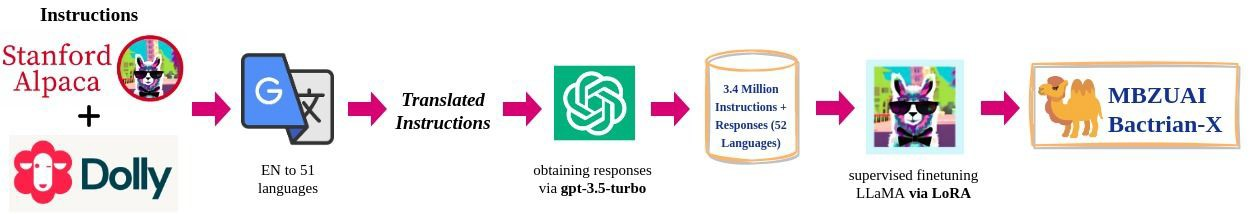 Instructions
Stanford
Alpaca
+
Dolly
G 文
EN to 51
languages
Translated
Instructions
obtaining responses
via gpt-3.5-turbo
3.4 Million
Instructions +
Responses (52
Languages)
supervised finetuning
LLaMA via LoRA
MBZUAI
Bactrian-X